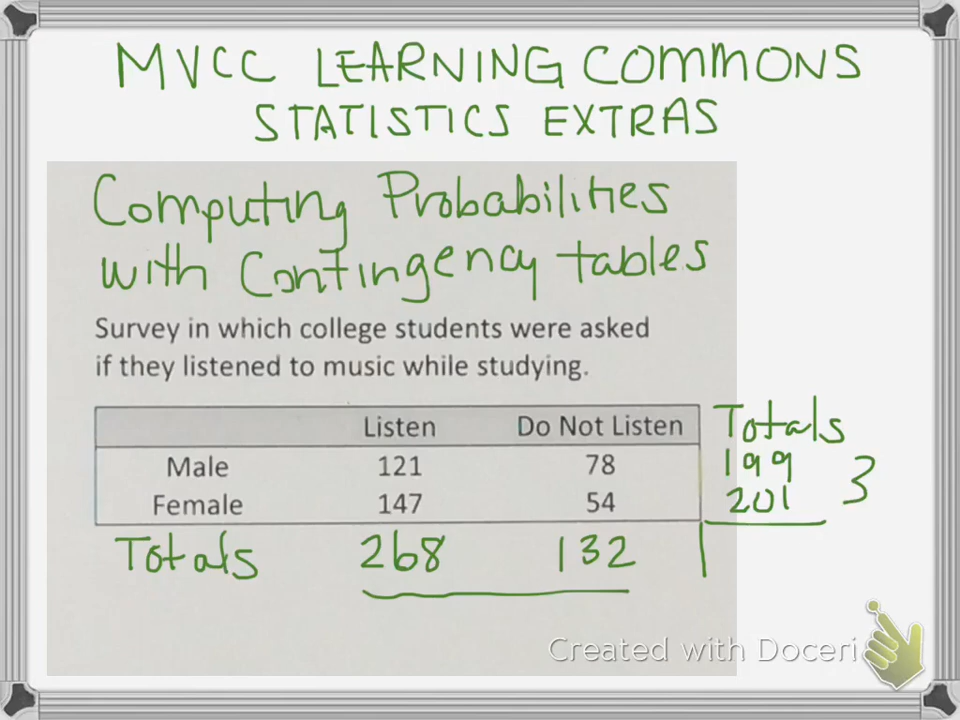 MVCC LEARNING COMMONS
STATISTICS EXTRAS
Computing Probabilities
with Contingency tables
Survey in which college students were asked
if they listened to music while studying.
Listen Do Not Listen Totals
Male 121 78 199
Female 147 54 201 3
Totals 268 132
Created with Doceri